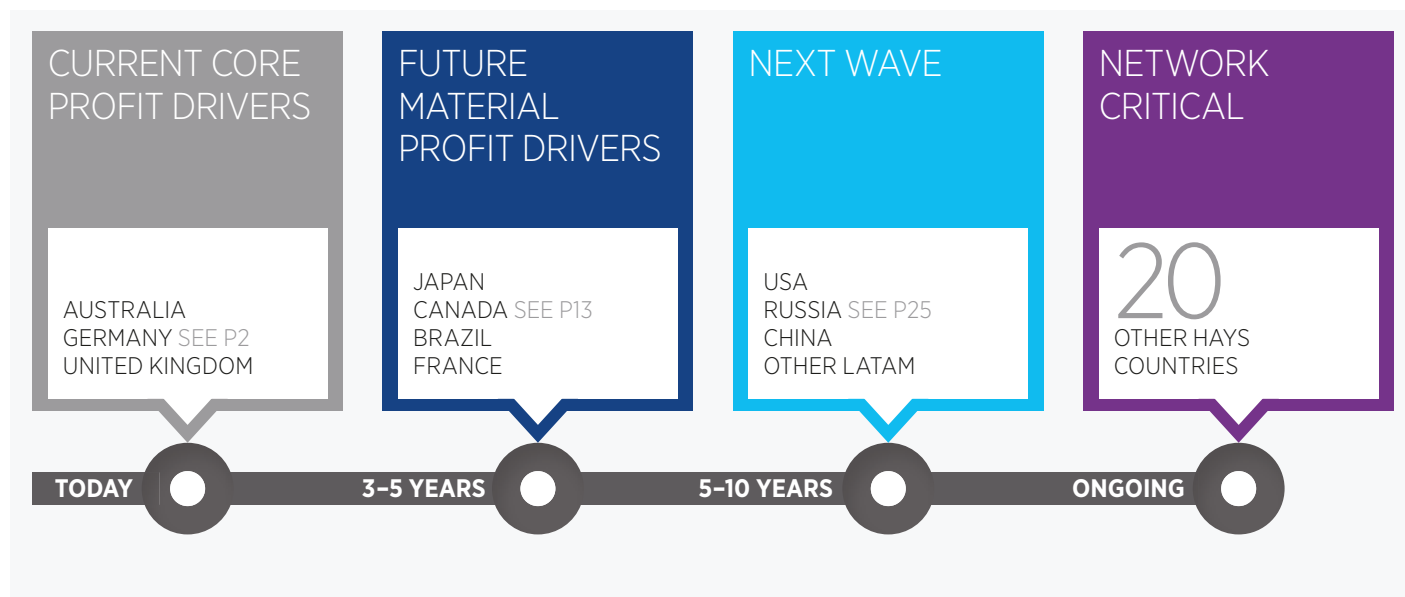 CURRENT CORE
PROFIT DRIVERS
AUSTRALIA
GERMANY SEE P2
UNITED KINGDOM
TODAY
FUTURE
MATERIAL
PROFIT DRIVERS
JAPAN
CANADA SEE P13
BRAZIL
FRANCE
3–5 YEARS
NEXT WAVE
USA
RUSSIA SEE P25
CHINA
OTHER LATAM
5–10 YEARS
NETWORK
CRITICAL
20
OTHER HAYS
COUNTRIES
ONGOING